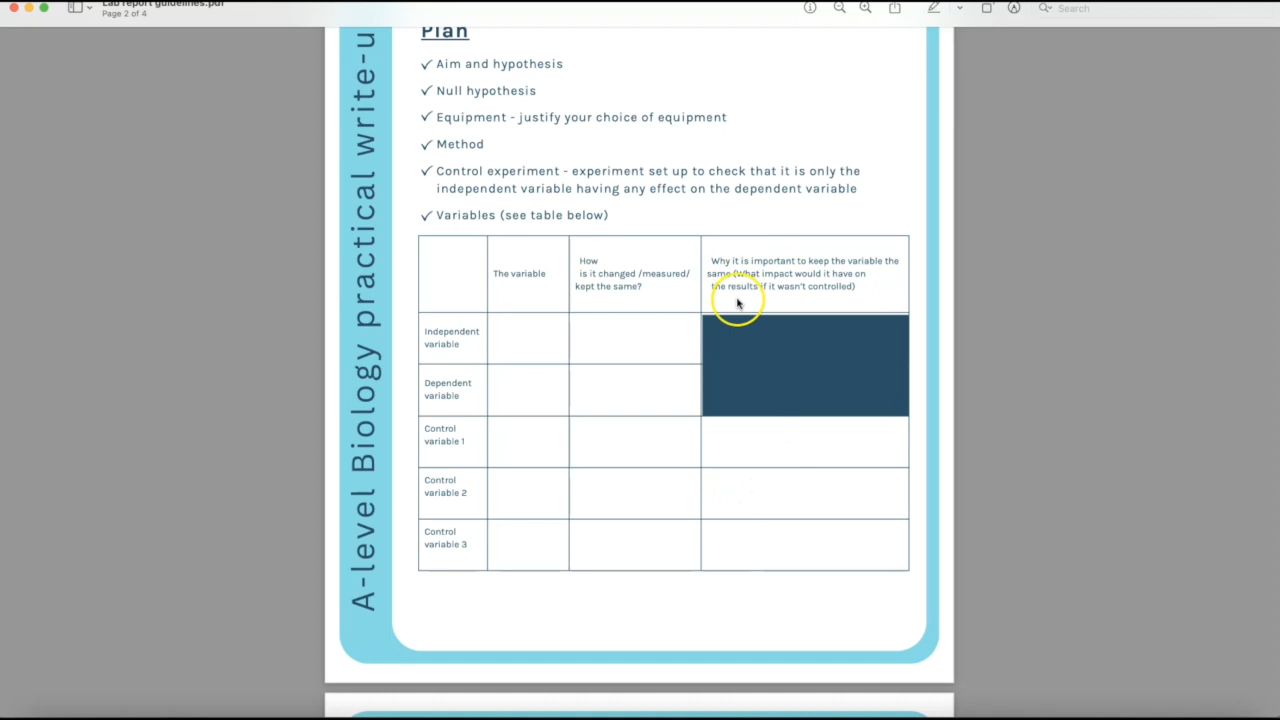 Lab report guidelines.pdf
Page 2 of 4
Search
A-level Biology practical write-u
Plan
✓ Aim and hypothesis
✓ Null hypothesis
✓ Equipment - justify your choice of equipment
✓ Method
✓ Control experiment - experiment set up to check that it is only the
independent variable having any effect on the dependent variable
✓ Variables (see table below)
The variable
How
is it changed /measured/
kept the same?
Why it is important to keep the variable the
same (What impact would it have on
the results if it wasn't controlled)
Independent
variable
Dependent
variable
Control
variable 1
Control
variable 2
Control
variable 3